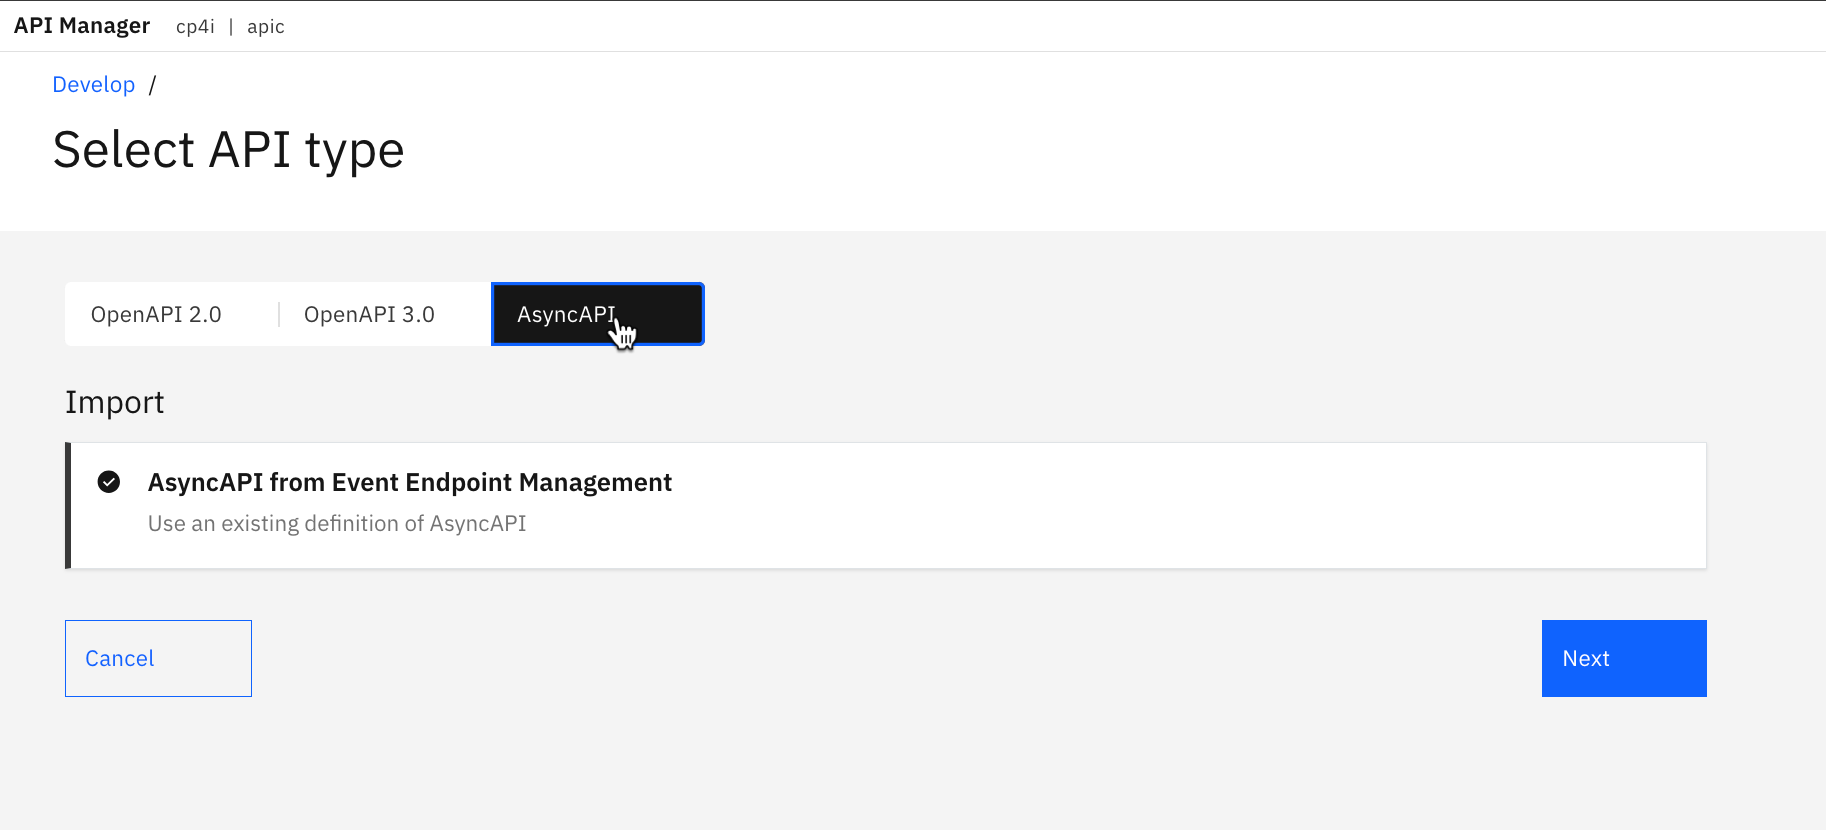 API Manager cp4i | apic
Develop /
Select API type
OpenAPI 2.0 OpenAPI 3.0 AsyncAPI
Import
AsyncAPI from Event Endpoint Management
Use an existing definition of AsyncAPI
Cancel Next